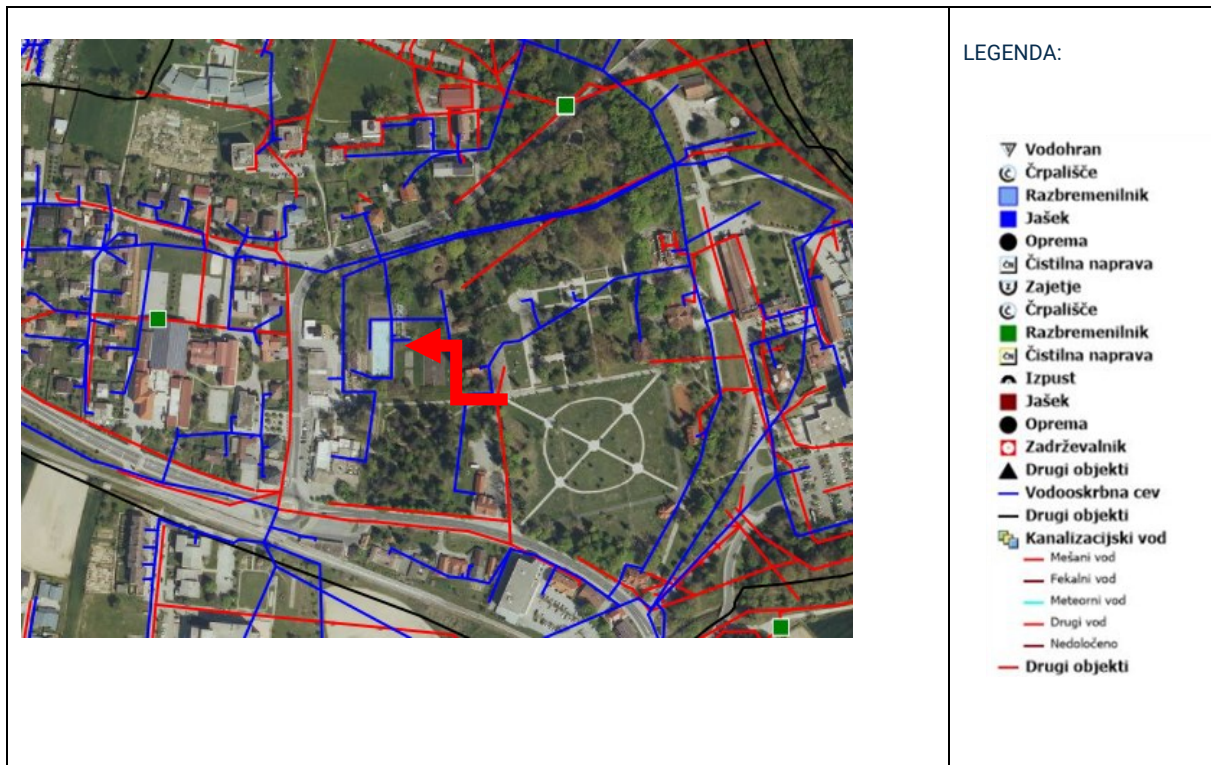 LEGENDA:
Vodohran
Črpališče
Razbremenilnik
Jašek
Oprema
Čistilna naprava
Zajetje
Črpališče
Razbremenilnik
Čistilna naprava
Izpust
Jašek
Oprema
Zadrževalnik
Drugi objekti
Vodooskrbna cev
Drugi objekti
Kanalizacijski vod
Mešani vod
Fekalni vod
Meteorni vod
Drugi vod
Nedoločeno
Drugi objekti